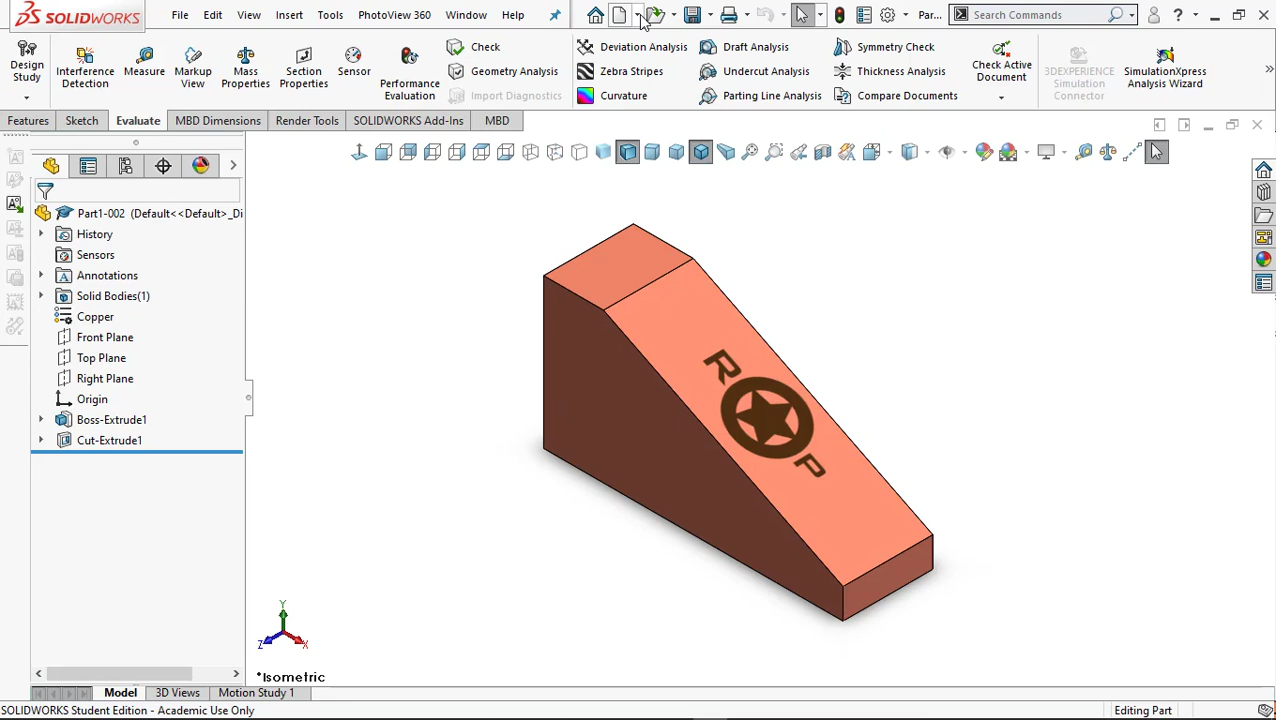 SOLIDWORKS File Edit View Insert Tools PhotoView 360 Window Help Par... Search Commands
Design Study Interference Detection Measure Markup View Mass Properties Section Properties Sensor Performance Evaluation Check Geometry Analysis Import Diagnostics Deviation Analysis Zebra Stripes Curvature Draft Analysis Undercut Analysis Parting Line Analysis Symmetry Check Thickness Analysis Compare Documents Check Active Document 3DEXPERIENCE Simulation Connector SimulationXpress Analysis Wizard
Features Sketch Evaluate MBD Dimensions Render Tools SOLIDWORKS Add-Ins MBD
Part1-002 (Default<<Default>_Di
History
Sensors
Annotations
Solid Bodies(1)
Copper
Front Plane
Top Plane
Right Plane
Origin
Boss-Extrude1
Cut-Extrude1
R P
Y
Z X
*Isometric
Model 3D Views Motion Study 1
SOLIDWORKS Student Edition - Academic Use Only Editing Part